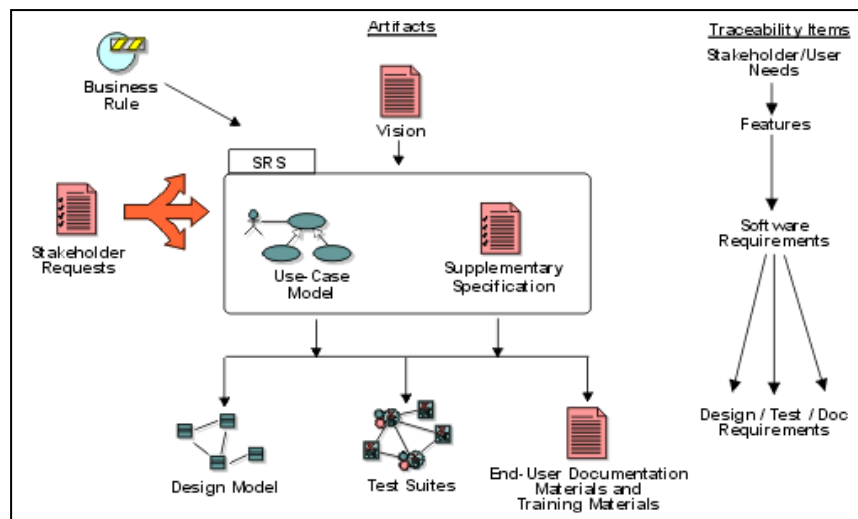 Artifacts
Traceability Items
Business
Rule
Vision
Stakeholder/User
Needs
Features
SRS
Stakeholder
Requests
Use-Case
Model
Supplementary
Specification
Software
Requirements
Design Model
Test Suites
End-User Documentation
Materials and
Training Materials
Design / Test / Doc
Requirements